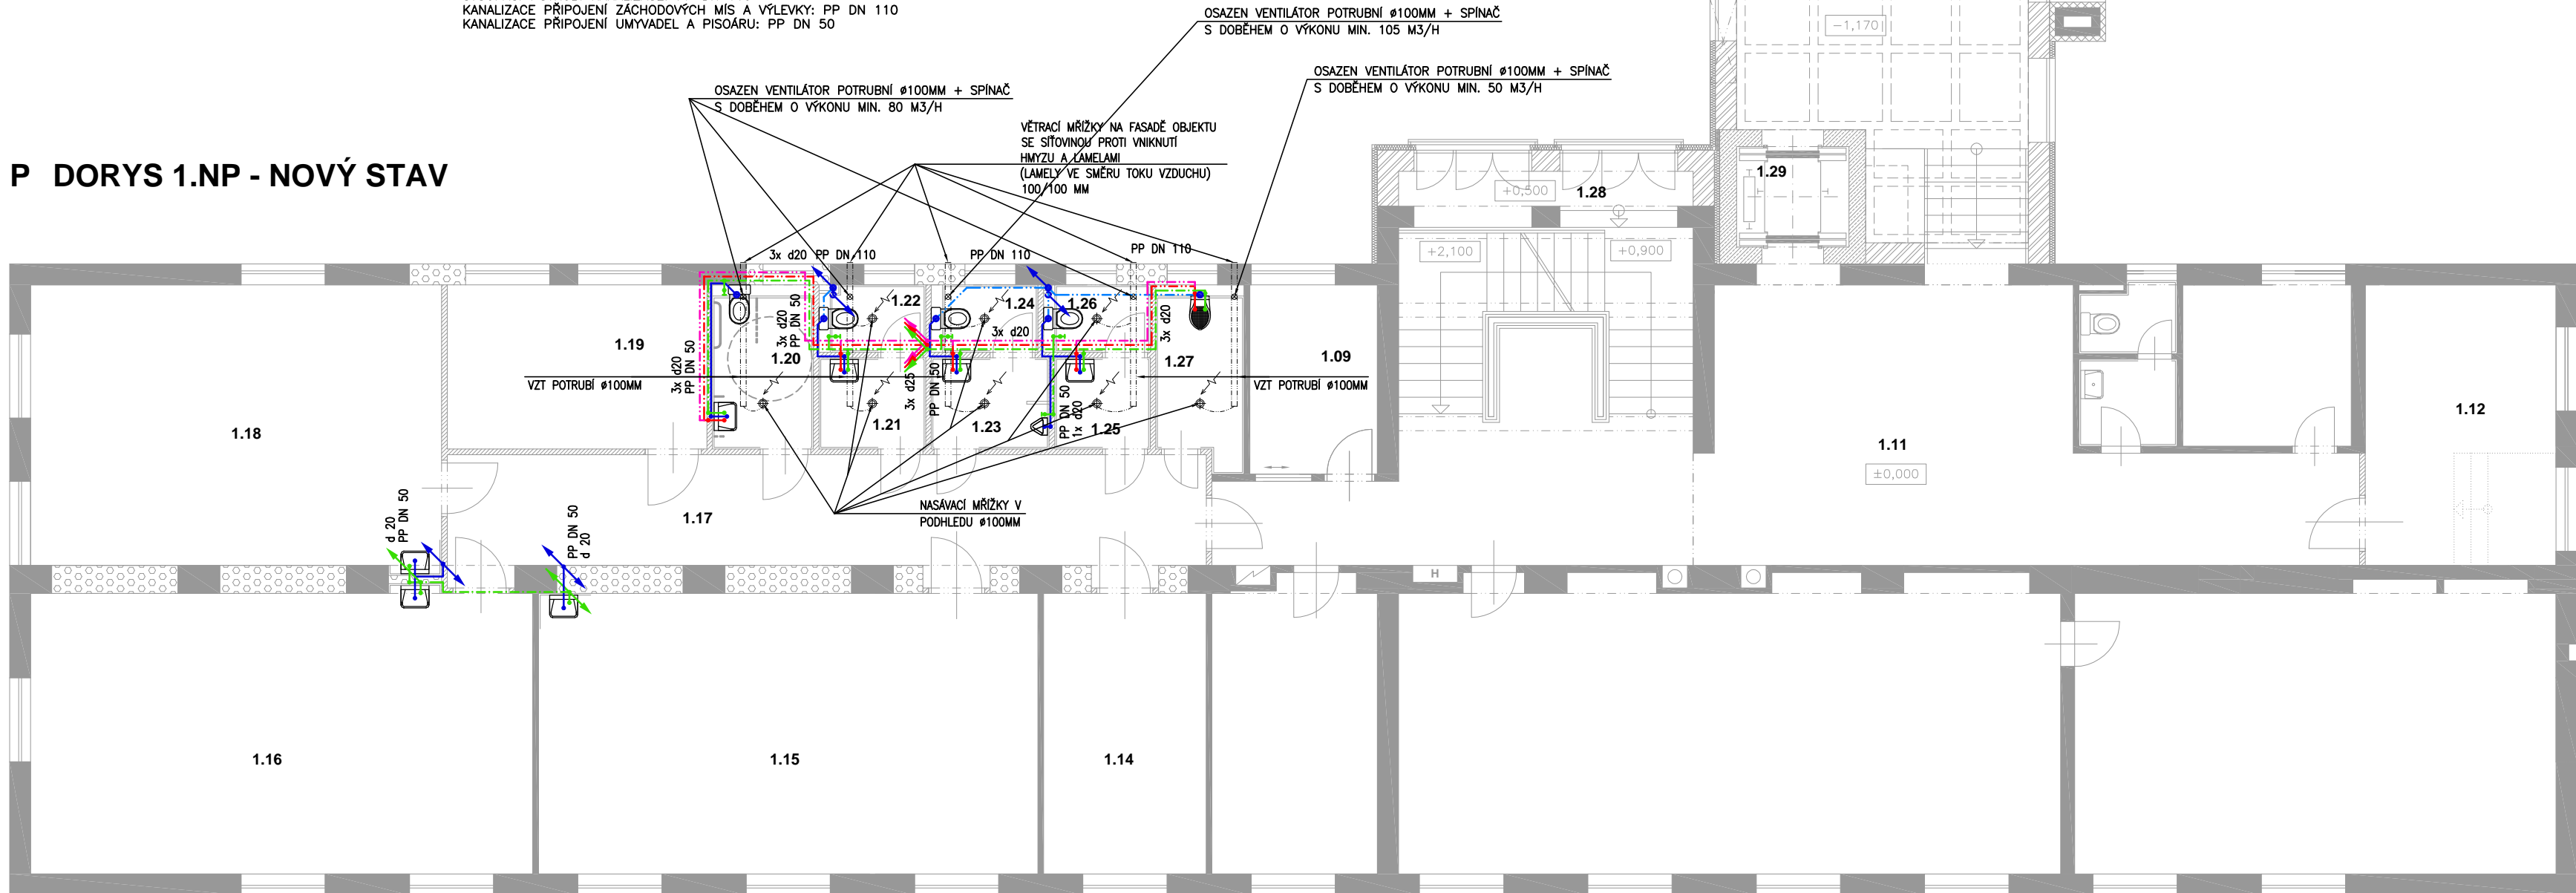 KANALIZACE PŘIPOJENÍ ZÁCHODOVÝCH MÍS A VÝLEVKY: PP DN 110
KANALIZACE PŘIPOJENÍ UMYVADEL A PISOÁRU: PP DN 50
OSAZEN VENTILÁTOR POTRUBNÍ ø100MM + SPÍNAČ
S DOBĚHEM O VÝKONU MIN. 105 M3/H
-1,170
OSAZEN VENTILÁTOR POTRUBNÍ ø100MM + SPÍNAČ
S DOBĚHEM O VÝKONU MIN. 50 M3/H
OSAZEN VENTILÁTOR POTRUBNÍ ø100MM + SPÍNAČ
S DOBĚHEM O VÝKONU MIN. 80 M3/H
VĚTRACÍ MŘÍŽKY NA FASADĚ OBJEKTU
SE SÍŤOVINOU PROTI VNIKNUTÍ
HMYZU A LAMELAMI
(LAMELY VE SMĚRU TOKU VZDUCHU)
100/100 MM
P DORYS 1.NP - NOVÝ STAV
1.29
+0,500
1.28
+2,100
+0,900
3x d20
PP DN 110
PP DN 110
PP DN 110
1.22
1.24
1.26
3x d20
PP DN 50
3x d20
3x d20
1.19
1.20
1.27
1.09
3x d20
PP DN 50
VZT POTRUBÍ ø100MM
VZT POTRUBÍ ø100MM
3x d25
PP DN 50
PP DN 50
1x d20
1.21
1.23
1.25
1.18
1.11
±0,000
1.12
NASÁVACÍ MŘÍŽKY V
PODHLEDU ø100MM
1.17
d 20
PP DN 50
PP DN 50
d 20
H
1.16
1.15
1.14